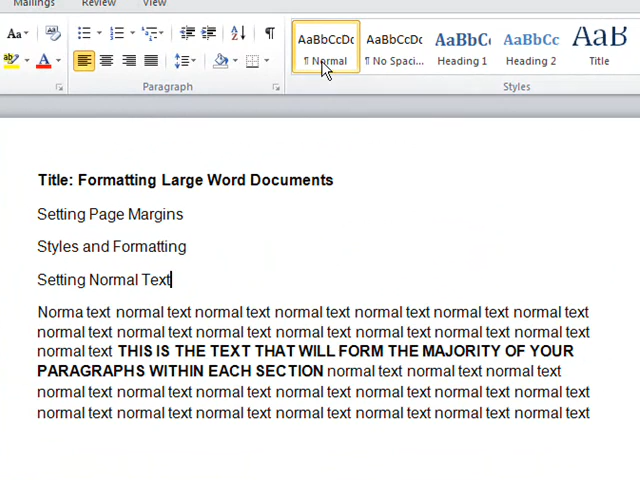 Mailings Review View
Aa
ab A
AaBbCcDc AaBbCcDc AaBbCc AaBbCc AaB
¶ Normal ¶ No Spaci... Heading 1 Heading 2 Title
Paragraph Styles
Title: Formatting Large Word Documents
Setting Page Margins
Styles and Formatting
Setting Normal Text
Norma text normal text normal text normal text normal text normal text normal text
normal text normal text normal text normal text normal text normal text normal text
normal text THIS IS THE TEXT THAT WILL FORM THE MAJORITY OF YOUR
PARAGRAPHS WITHIN EACH SECTION normal text normal text normal text
normal text normal text normal text normal text normal text normal text normal text
normal text normal text normal text normal text normal text normal text normal text